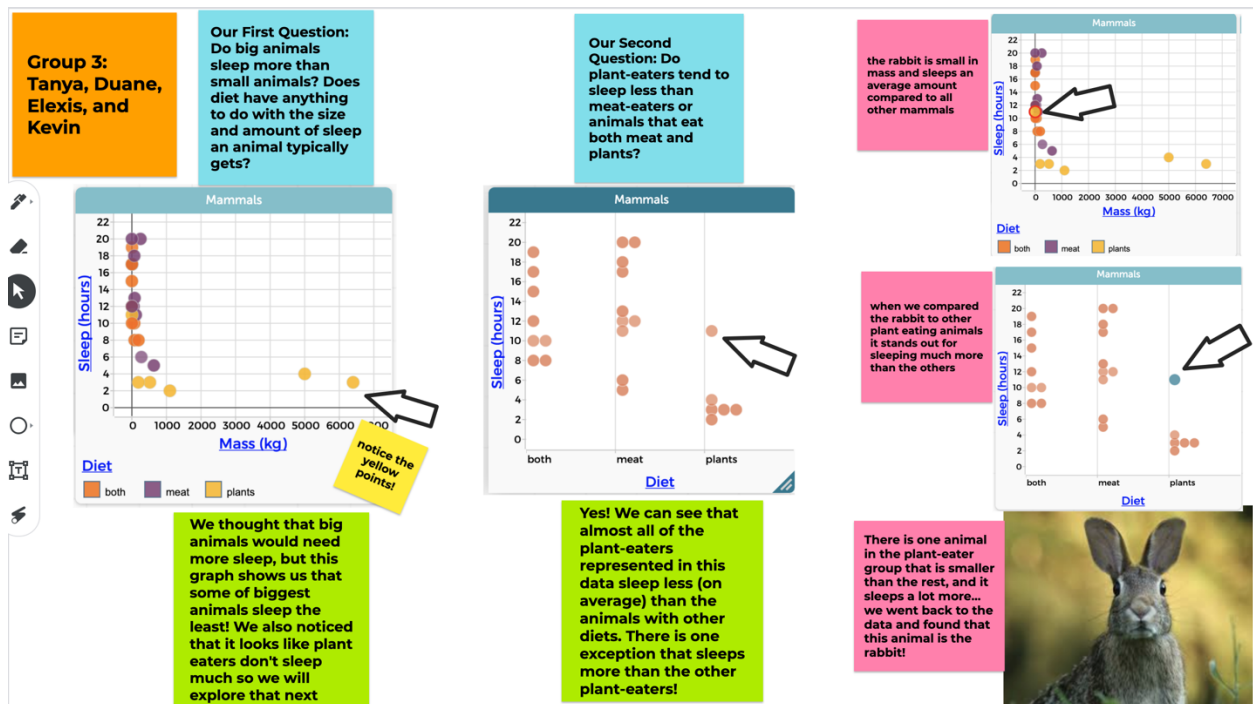 Group 3:
Tanya, Duane,
Elexis, and
Kevin
Our First Question:
Do big animals
sleep more than
small animals? Does
diet have anything
to do with the size
and amount of sleep
an animal typically
gets?
Mammals
Sleep (hours)
22
20
18
16
14
12
10
8
6
4
2
0
0 1000 2000 3000 4000 5000 6000
Mass (kg)
Diet
both meat plants
notice the
yellow
points!
We thought that big
animals would need
more sleep, but this
graph shows us that
some of biggest
animals sleep the
least! We also noticed
that it looks like plant
eaters don't sleep
much so we will
explore that next
Our Second
Question: Do
plant-eaters tend to
sleep less than
meat-eaters or
animals that eat
both meat and
plants?
Mammals
Sleep (hours)
22
20
18
16
14
12
10
8
6
4
2
0
both meat plants
Diet
Yes! We can see that
almost all of the
plant-eaters
represented in this
data sleep less (on
average) than the
animals with other
diets. There is one
exception that sleeps
more than the other
plant-eaters!
the rabbit is small in
mass and sleeps an
average amount
compared to all
other mammals
Mammals
Sleep (hours)
22
20
18
16
14
12
10
8
6
4
2
0
0 1000 2000 3000 4000 5000 6000 7000
Mass (kg)
Diet
both meat plants
when we compared
the rabbit to other
plant eating animals
it stands out for
sleeping much more
than the others
Mammals
Sleep (hours)
22
20
18
16
14
12
10
8
6
4
2
0
both meat plants
Diet
There is one animal
in the plant-eater
group that is smaller
than the rest, and it
sleeps a lot more...
we went back to the
data and found that
this animal is the
rabbit!